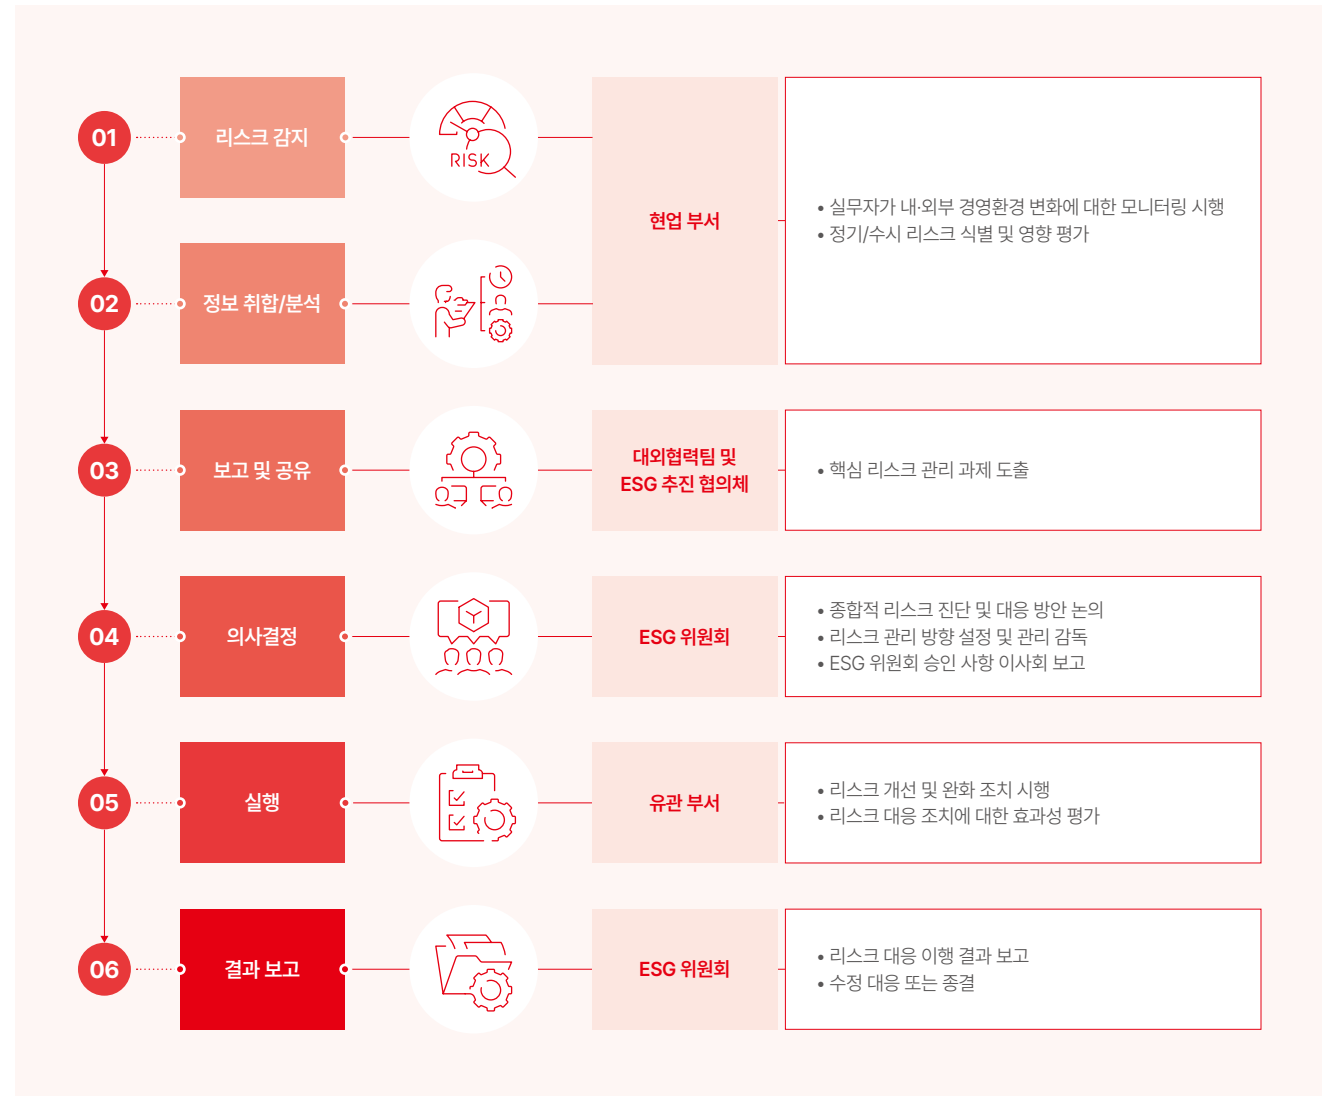 01
리스크 감지
RISK
02
정보 취합/분석
현업 부서
• 실무자가 내·외부 경영환경 변화에 대한 모니터링 시행
• 정기/수시 리스크 식별 및 영향 평가
03
보고 및 공유
대외협력팀 및
ESG 추진 협의체
• 핵심 리스크 관리 과제 도출
04
의사결정
ESG 위원회
• 종합적 리스크 진단 및 대응 방안 논의
• 리스크 관리 방향 설정 및 관리 감독
• ESG 위원회 승인 사항 이사회 보고
05
실행
유관 부서
• 리스크 개선 및 완화 조치 시행
• 리스크 대응 조치에 대한 효과성 평가
06
결과 보고
ESG 위원회
• 리스크 대응 이행 결과 보고
• 수정 대응 또는 종결